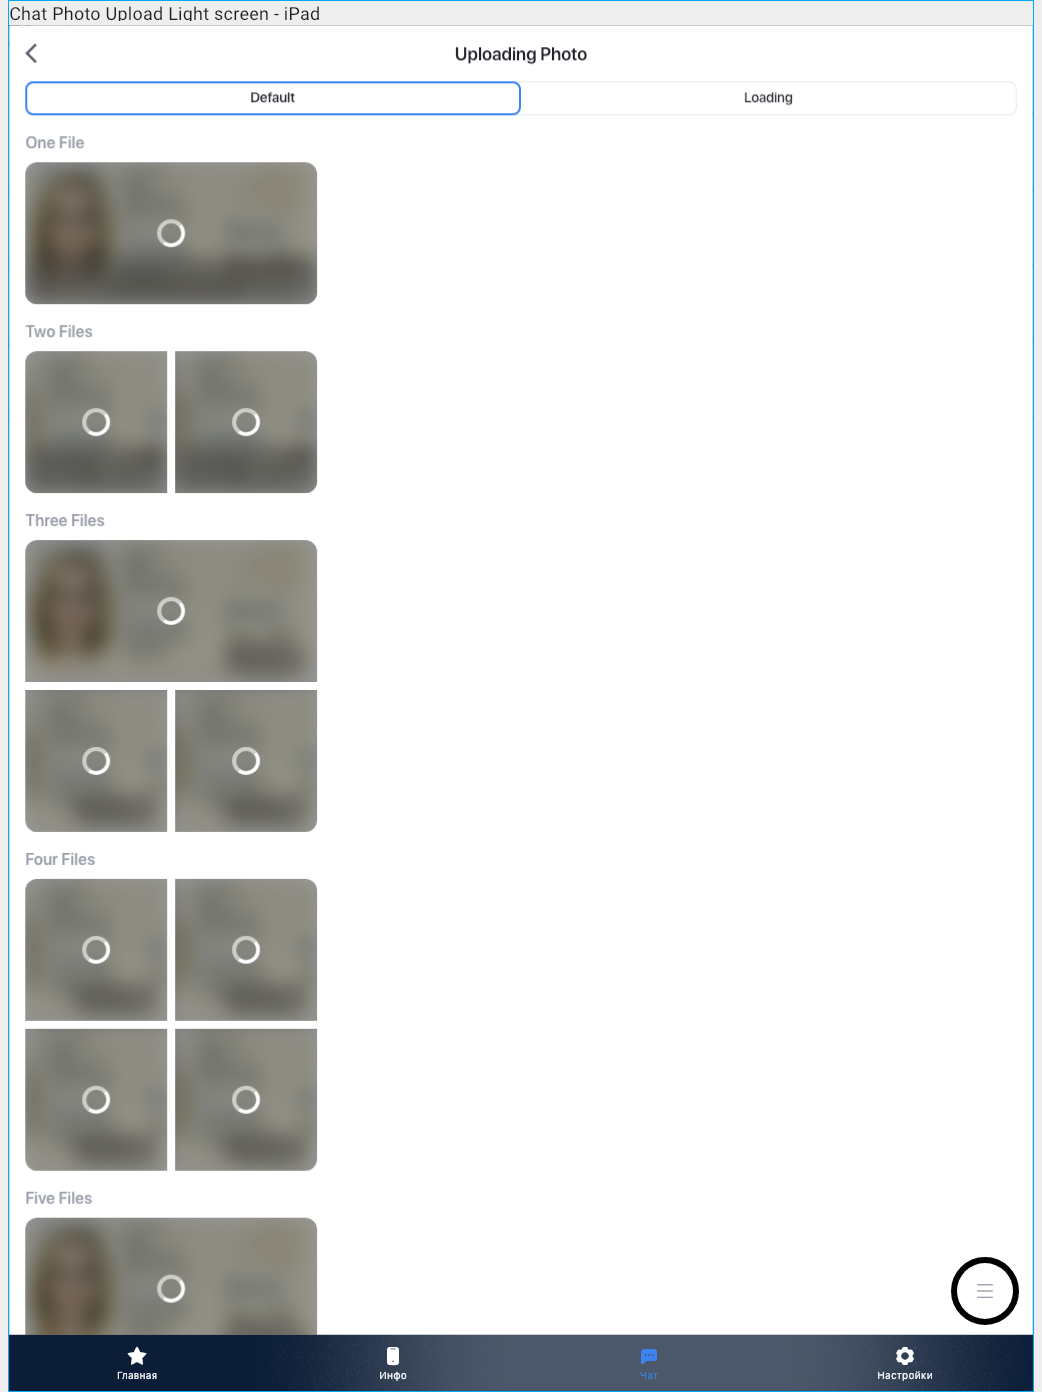 Chat Photo Upload Light screen - iPad
Uploading Photo
Default
Loading
One File
Two Files
Three Files
Four Files
Five Files
Главная
Инфо
Чат
Настройки